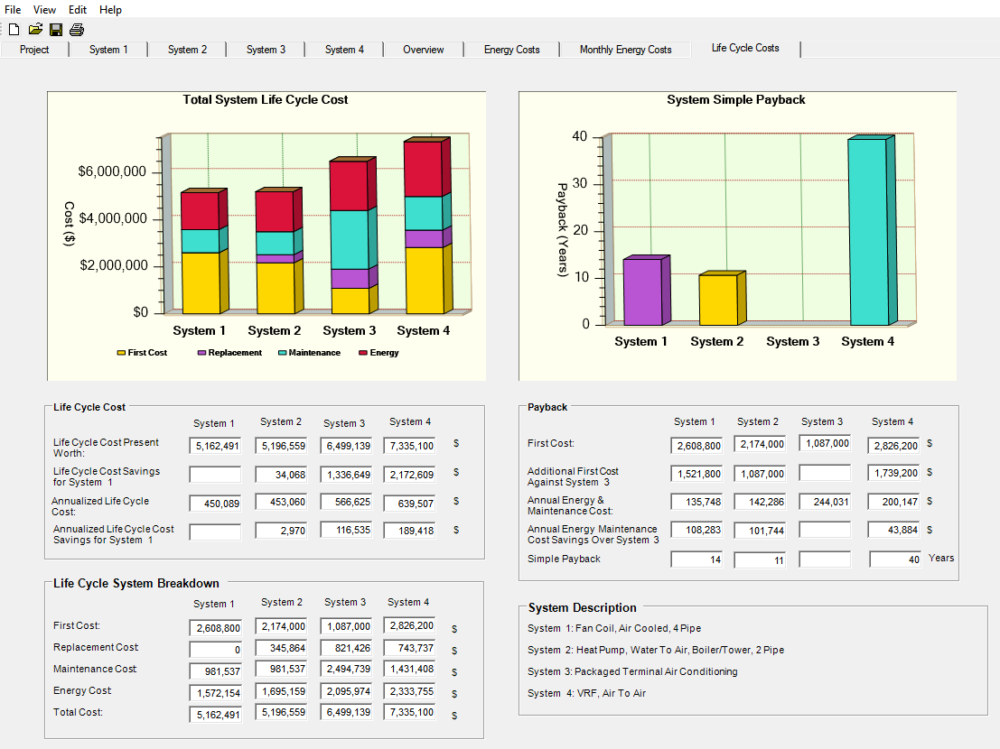 File View Edit Help
Project System 1 System 2 System 3 System 4 Overview Energy Costs Monthly Energy Costs Life Cycle Costs
Total System Life Cycle Cost
Cost ($)
$6,000,000
$4,000,000
$2,000,000
$0
System 1 System 2 System 3 System 4
First Cost Replacement Maintenance Energy
System Simple Payback
Payback (Years)
40
30
20
10
0
System 1 System 2 System 3 System 4
Life Cycle Cost
System 1 System 2 System 3 System 4
Life Cycle Cost Present
Worth: 5,162,491 5,196,559 6,499,139 7,335,100 $
Life Cycle Cost Savings
for System 1 34,068 1,336,649 2,172,609 $
Annualized Life Cycle
Cost: 450,089 453,060 566,625 639,507 $
Annualized Life Cycle Cost
Savings for System 1 2,970 116,535 189,418 $
Payback
System 1 System 2 System 3 System 4
First Cost: 2,608,800 2,174,000 1,087,000 2,826,200 $
Additional First Cost
Against System 3 1,521,800 1,087,000 1,739,200 $
Annual Energy &
Maintenance Cost: 135,748 142,286 244,031 200,147 $
Annual Energy Maintenance
Cost Savings Over System 3 108,283 101,744 43,884 $
Simple Payback 14 11 40 Years
Life Cycle System Breakdown
System 1 System 2 System 3 System 4
First Cost: 2,608,800 2,174,000 1,087,000 2,826,200 $
Replacement Cost 0 345,864 821,426 743,737 $
Maintenance Cost 981,537 981,537 2,494,739 1,431,408 $
Energy Cost 1,572,154 1,695,159 2,095,974 2,333,755 $
Total Cost: 5,162,491 5,196,559 6,499,139 7,335,100 $
System Description
System 1: Fan Coil, Air Cooled, 4 Pipe
System 2: Heat Pump, Water To Air, Boiler/Tower, 2 Pipe
System 3: Packaged Terminal Air Conditioning
System 4: VRF, Air To Air